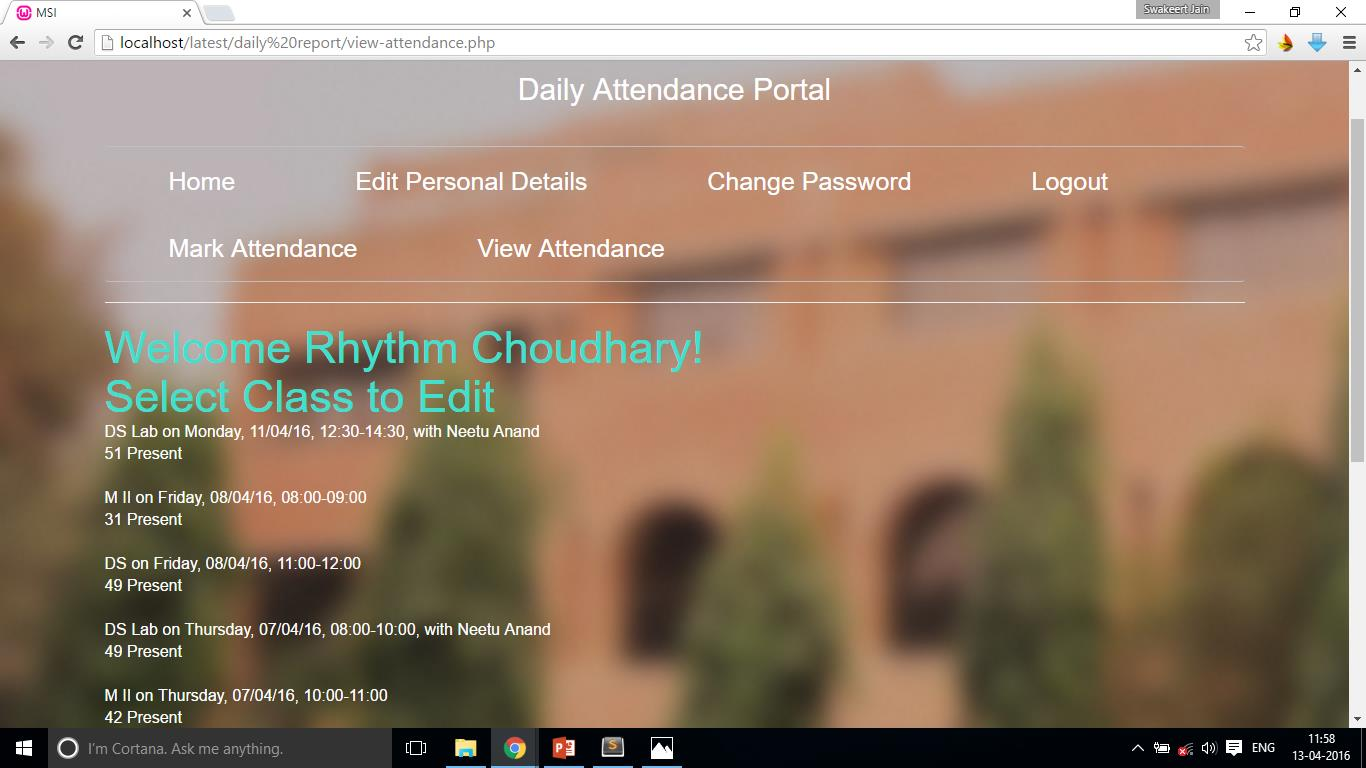 MSI
Swakeert Jain
localhost/latest/daily%20report/view-attendance.php
Daily Attendance Portal
Home Edit Personal Details Change Password Logout
Mark Attendance View Attendance
Welcome Rhythm Choudhary!
Select Class to Edit
DS Lab on Monday, 11/04/16, 12:30-14:30, with Neetu Anand
51 Present
M II on Friday, 08/04/16, 08:00-09:00
31 Present
DS on Friday, 08/04/16, 11:00-12:00
49 Present
DS Lab on Thursday, 07/04/16, 08:00-10:00, with Neetu Anand
49 Present
M II on Thursday, 07/04/16, 10:00-11:00
42 Present
I'm Cortana. Ask me anything.
ENG
11:58
13-04-2016